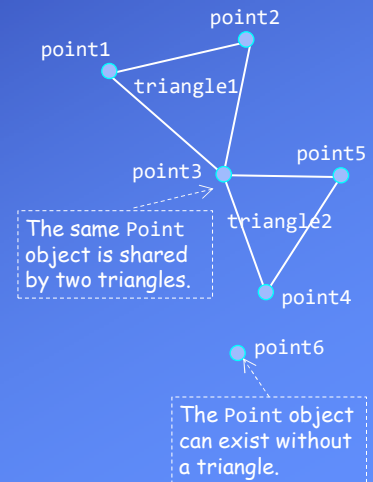 point2
point1
triangle1
point3
point5
The same Point
object is shared
by two triangles.
triangle2
point4
point6
The Point object
can exist without
a triangle.